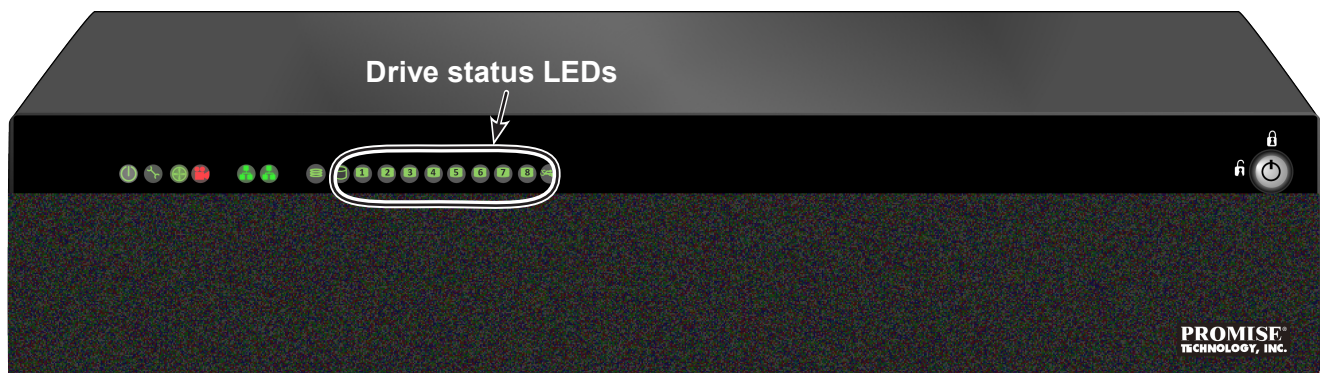 Drive status LEDs
1 2 3 4 5 6 7 8
PROMISE®
TECHNOLOGY, INC.